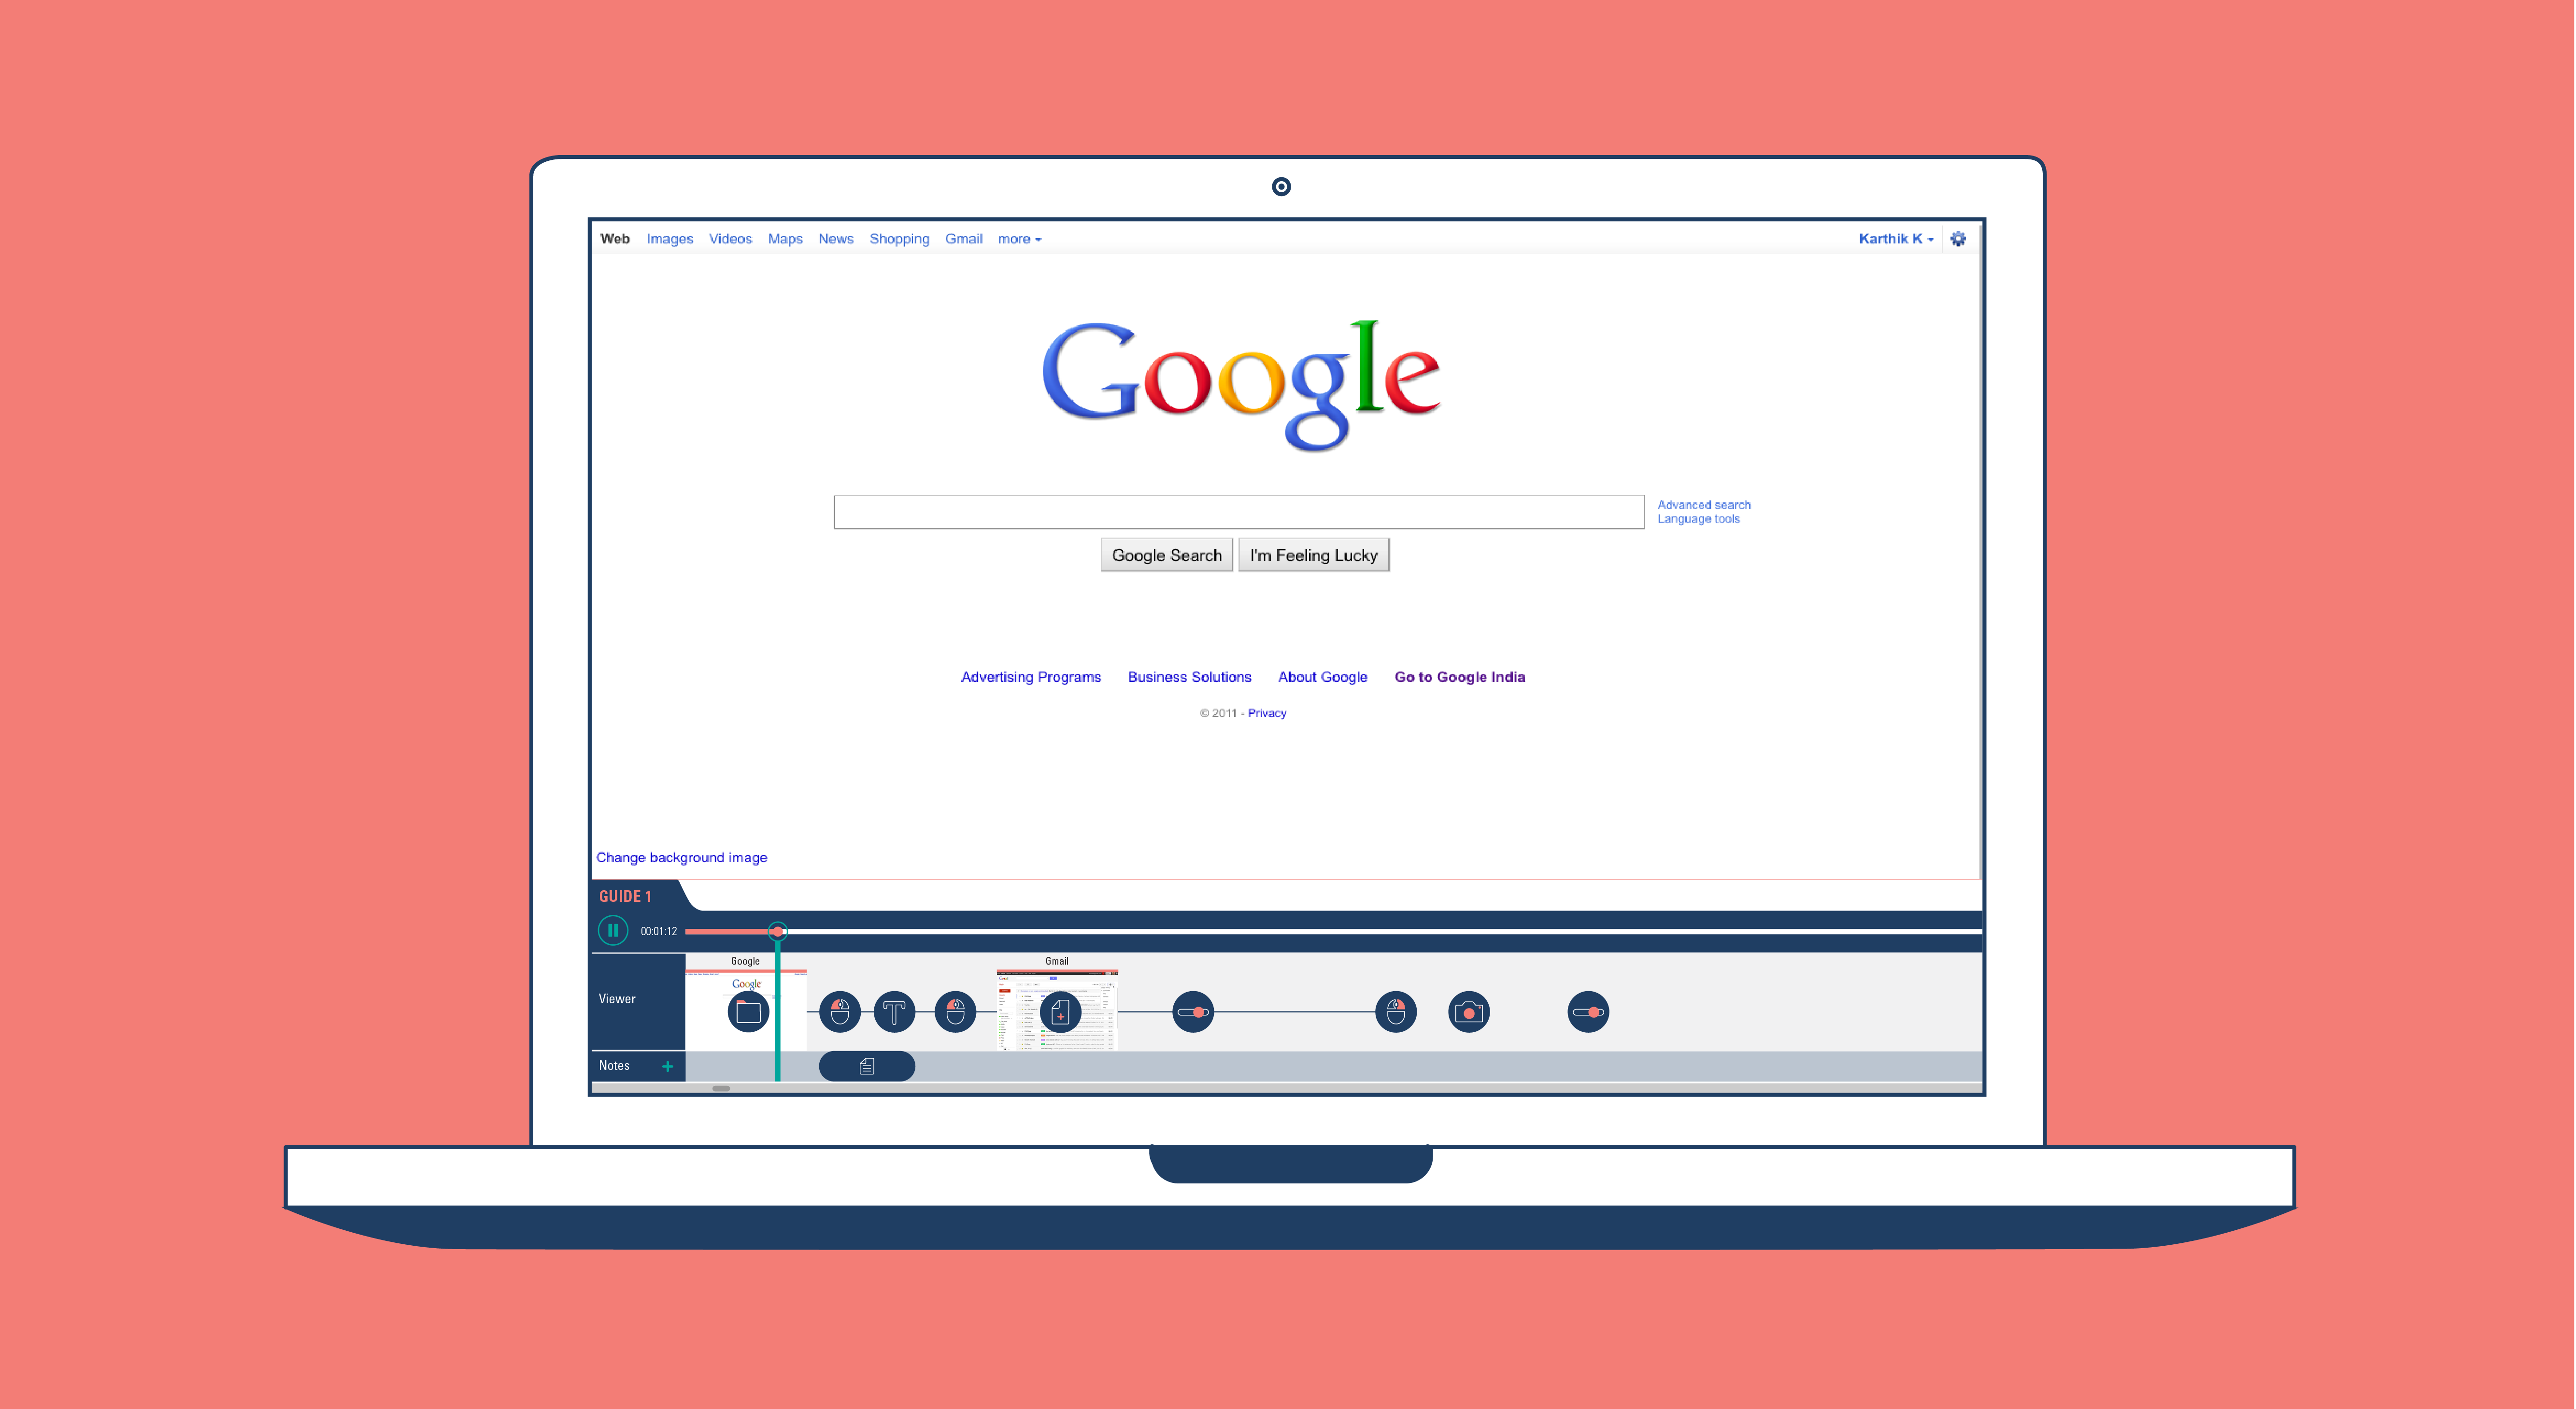 Web Images Videos Maps News Shopping Gmail more Karthik K
Google
Advanced search
Language tools
Google Search I'm Feeling Lucky
Advertising Programs Business Solutions About Google Go to Google India
© 2011 - Privacy
Change background image
GUIDE 1
00:01:12
Google Gmail
Google
Viewer
Notes +